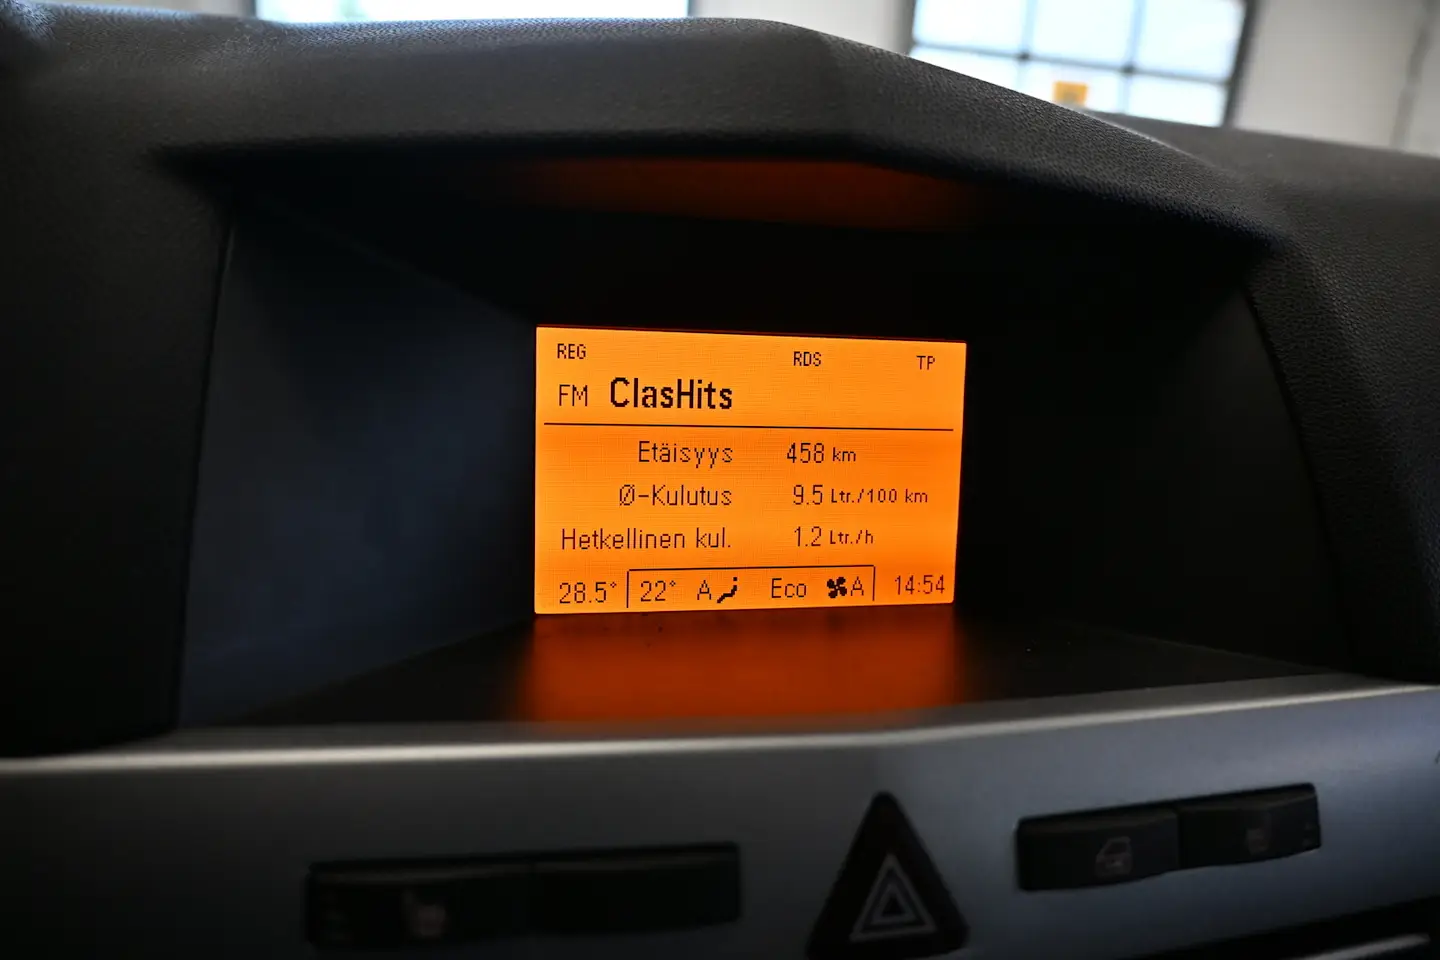 REG RDS TP
FM ClasHits
Etäisyys 458 km
Ø-Kulutus 9.5 Ltr./100 km
Hetkellinen kul. 1.2 Ltr./h
28.5° 22° A Eco A 14:54